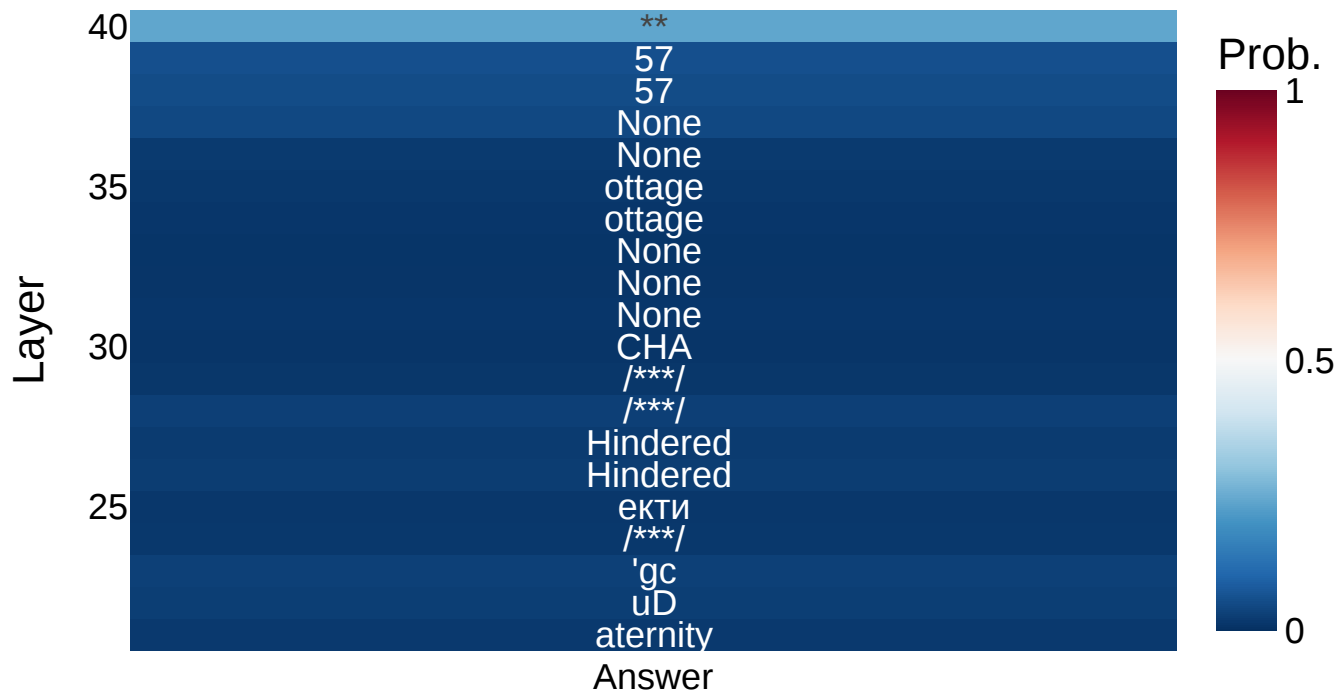 40
**
57
57
None
None
35
ottage
ottage
None
None
None
30
CHA
/***/
/***/
Hindered
Hindered
25
екти
/***/
'gc
uD
aternity
Answer
Layer
Prob.
1
0.5
0